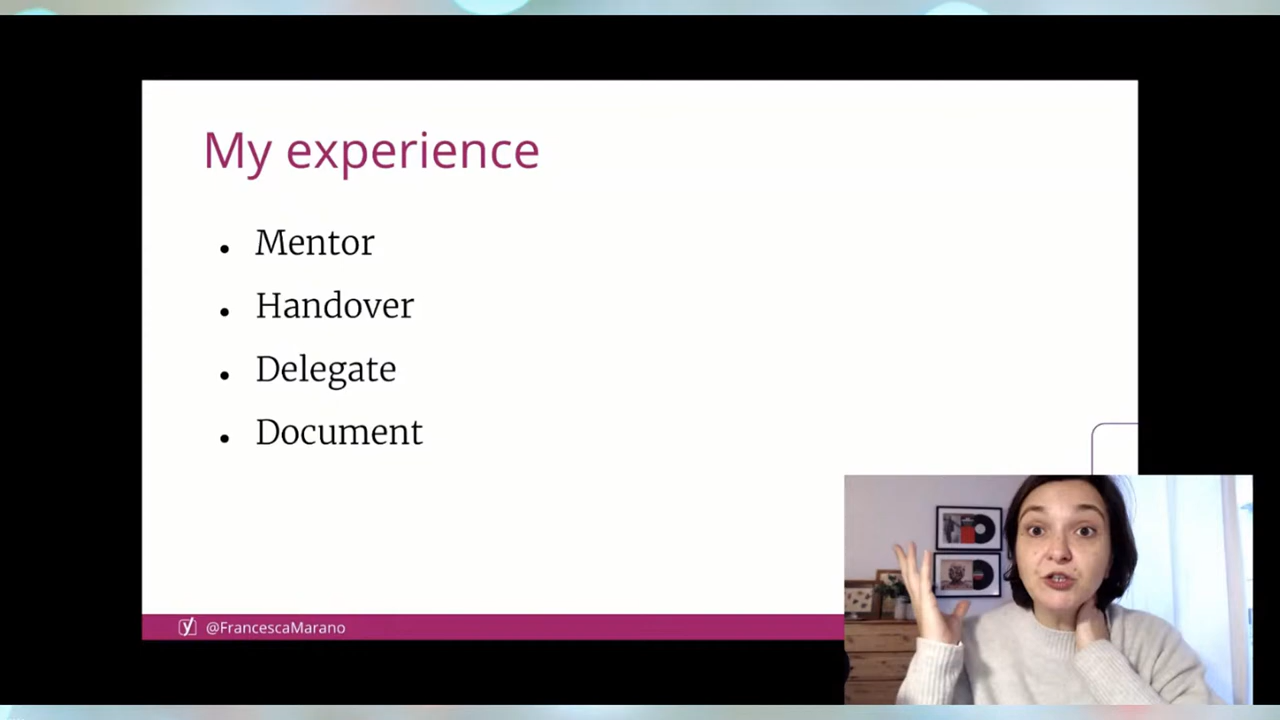 My experience
• Mentor
• Handover
• Delegate
• Document
@FrancescaMarano